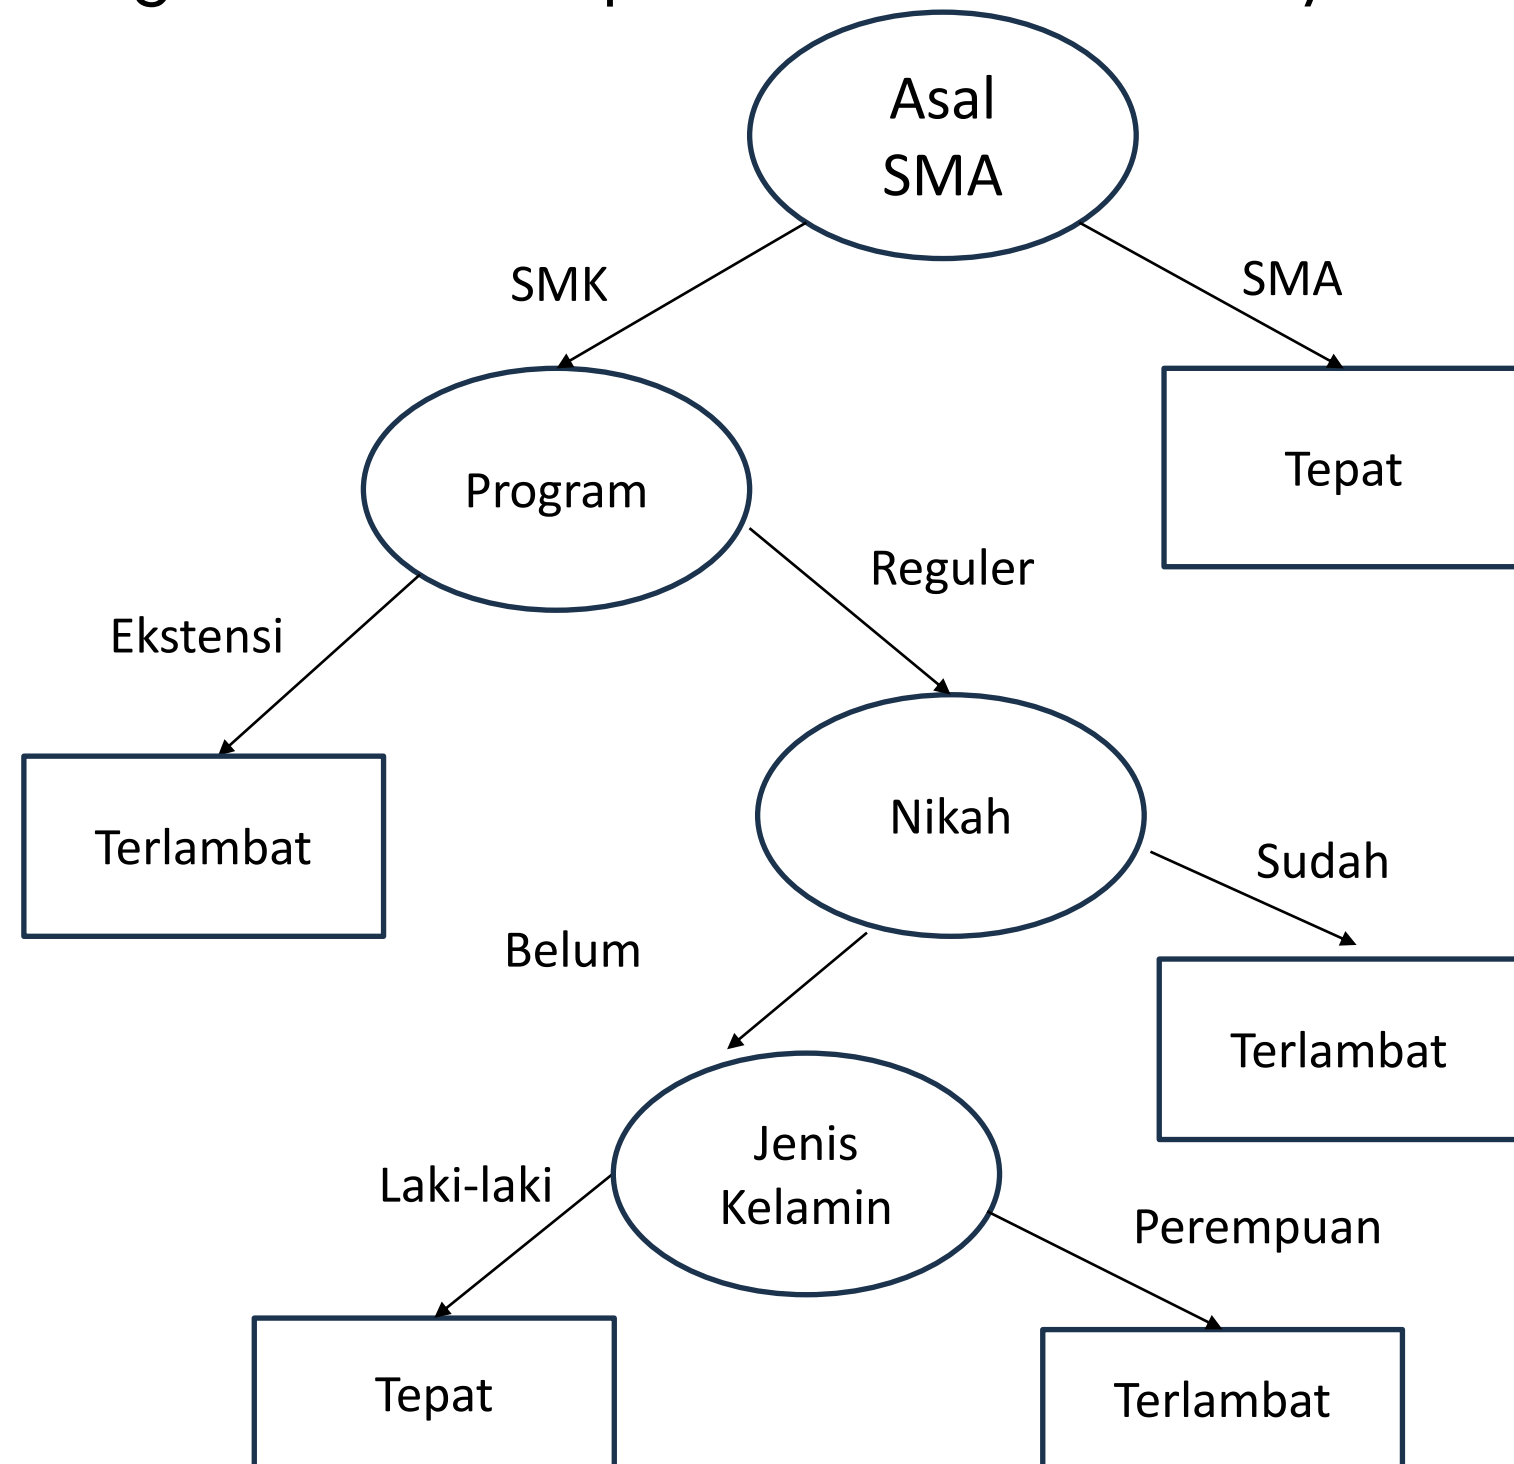 Asal
SMA
SMK
SMA
Program
Tepat
Reguler
Ekstensi
Nikah
Terlambat
Sudah
Belum
Terlambat
Jenis
Kelamin
Laki-laki
Perempuan
Tepat
Terlambat